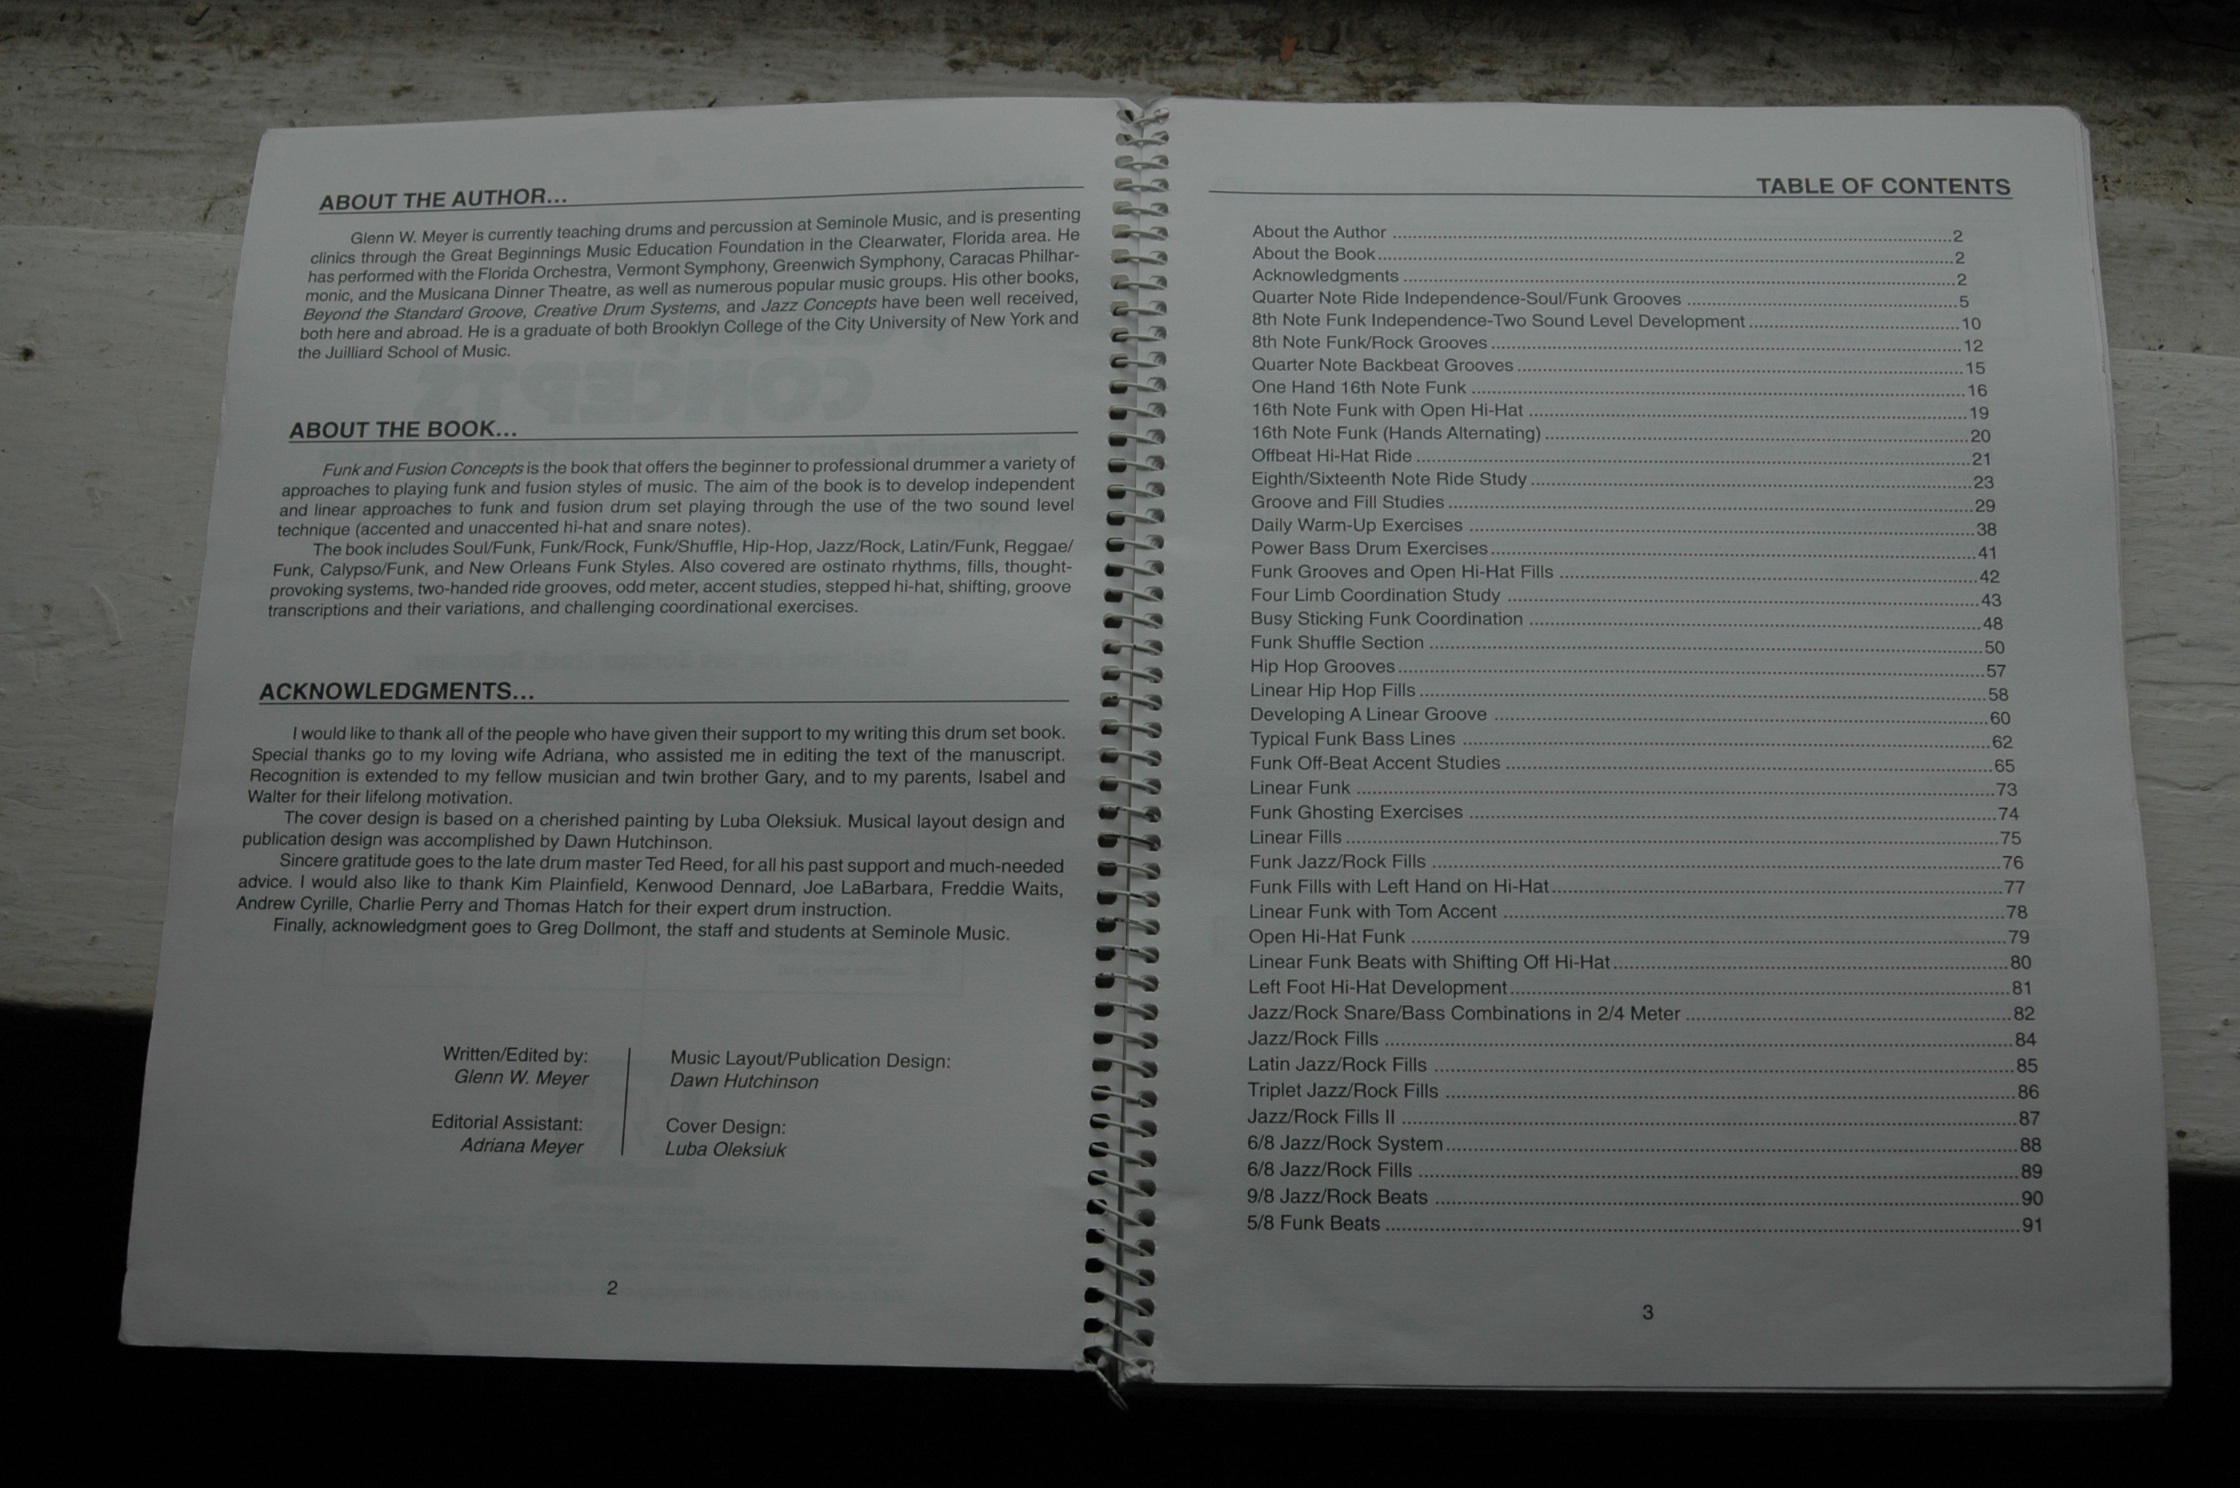 ABOUT THE AUTHOR...
Glenn W. Meyer is currently teaching drums and percussion at Seminole Music, and is presenting
clinics through the Great Beginnings Music Education Foundation in the Clearwater, Florida area. He
has performed with the Florida Orchestra, Vermont Symphony, Greenwich Symphony, Caracas Philhar-
monic, and the Musicana Dinner Theatre, as well as numerous popular music groups. His other books,
Beyond the Standard Groove, Creative Drum Systems, and Jazz Concepts have been well received,
both here and abroad. He is a graduate of both Brooklyn College of the City University of New York and
the Juilliard School of Music.
ABOUT THE BOOK...
Funk and Fusion Concepts is the book that offers the beginner to professional drummer a variety of
approaches to playing funk and fusion styles of music. The aim of the book is to develop independent
and linear approaches to funk and fusion drum set playing through the use of the two sound level
technique (accented and unaccented hi-hat and snare notes).
The book includes Soul/Funk, Funk/Rock, Funk/Shuffle, Hip-Hop, Jazz/Rock, Latin/Funk, Reggae/
Funk, Calypso/Funk, and New Orleans Funk Styles. Also covered are ostinato rhythms, fills, thought-
provoking systems, two-handed ride grooves, odd meter, accent studies, stepped hi-hat, shifting, groove
transcriptions and their variations, and challenging coordinational exercises.
ACKNOWLEDGMENTS...
I would like to thank all of the people who have given their support to my writing this drum set book.
Special thanks go to my loving wife Adriana, who assisted me in editing the text of the manuscript.
Recognition is extended to my fellow musician and twin brother Gary, and to my parents, Isabel and
Walter for their lifelong motivation.
The cover design is based on a cherished painting by Luba Oleksiuk. Musical layout design and
publication design was accomplished by Dawn Hutchinson.
Sincere gratitude goes to the late drum master Ted Reed, for all his past support and much-needed
advice. I would also like to thank Kim Plainfield, Kenwood Dennard, Joe LaBarbara, Freddie Waits,
Andrew Cyrille, Charlie Perry and Thomas Hatch for their expert drum instruction.
Finally, acknowledgment goes to Greg Dollmont, the staff and students at Seminole Music.
Written/Edited by:
Glenn W. Meyer
Editorial Assistant:
Adriana Meyer
Music Layout/Publication Design:
Dawn Hutchinson
Cover Design:
Luba Oleksiuk
2
TABLE OF CONTENTS
About the Author ... 2
About the Book ... 2
Acknowledgments ... 2
Quarter Note Ride Independence-Soul/Funk Grooves ... 5
8th Note Funk Independence-Two Sound Level Development ... 10
8th Note Funk/Rock Grooves ... 12
Quarter Note Backbeat Grooves ... 15
One Hand 16th Note Funk ... 16
16th Note Funk with Open Hi-Hat ... 19
16th Note Funk (Hands Alternating) ... 20
Offbeat Hi-Hat Ride ... 21
Eighth/Sixteenth Note Ride Study ... 23
Groove and Fill Studies ... 29
Daily Warm-Up Exercises ... 38
Power Bass Drum Exercises ... 41
Funk Grooves and Open Hi-Hat Fills ... 42
Four Limb Coordination Study ... 43
Busy Sticking Funk Coordination ... 48
Funk Shuffle Section ... 50
Hip Hop Grooves ... 57
Linear Hip Hop Fills ... 58
Developing A Linear Groove ... 60
Typical Funk Bass Lines ... 62
Funk Off-Beat Accent Studies ... 65
Linear Funk ... 73
Funk Ghosting Exercises ... 74
Linear Fills ... 75
Funk Jazz/Rock Fills ... 76
Funk Fills with Left Hand on Hi-Hat ... 77
Linear Funk with Tom Accent ... 78
Open Hi-Hat Funk ... 79
Linear Funk Beats with Shifting Off Hi-Hat ... 80
Left Foot Hi-Hat Development ... 81
Jazz/Rock Snare/Bass Combinations in 2/4 Meter ... 82
Jazz/Rock Fills ... 84
Latin Jazz/Rock Fills ... 85
Triplet Jazz/Rock Fills ... 86
Jazz/Rock Fills II ... 87
6/8 Jazz/Rock System ... 88
6/8 Jazz/Rock Fills ... 89
9/8 Jazz/Rock Beats ... 90
5/8 Funk Beats ... 91
3